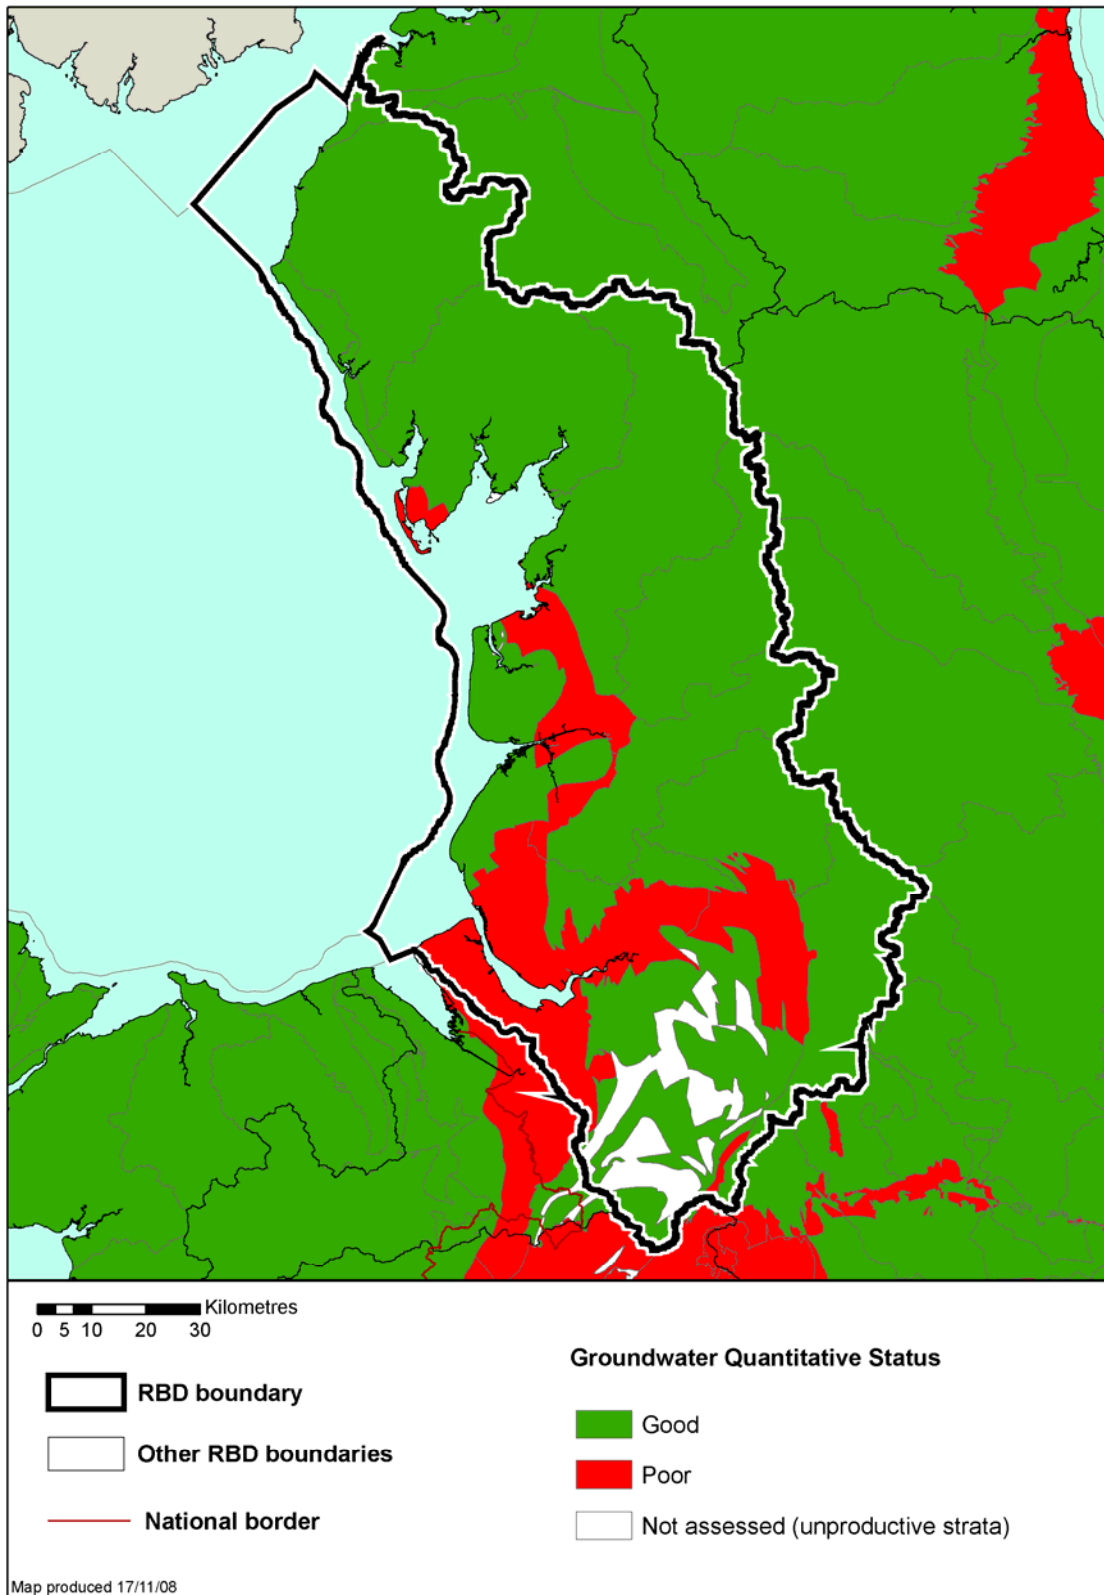 Kilometres
0 5 10 20 30
RBD boundary
Other RBD boundaries
National border
Groundwater Quantitative Status
Good
Poor
Not assessed (unproductive strata)
Map produced 17/11/08